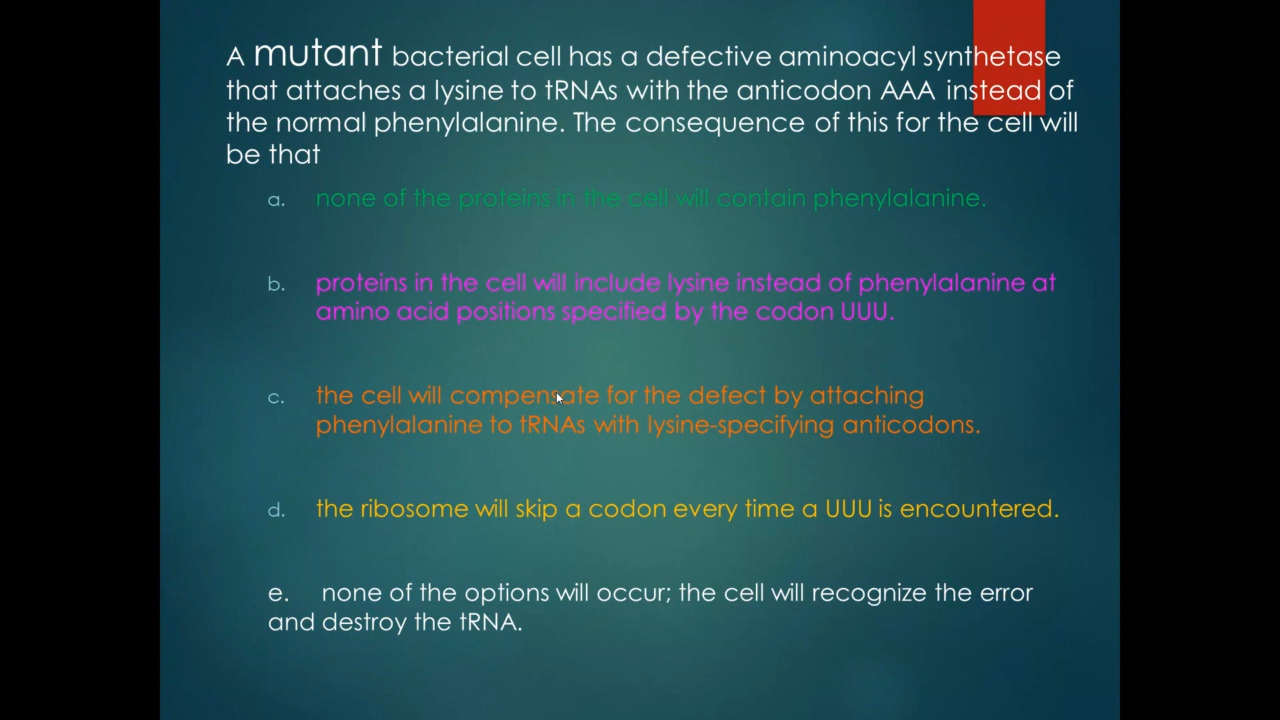 A mutant bacterial cell has a defective aminoacyl synthetase
that attaches a lysine to tRNAs with the anticodon AAA instead of
the normal phenylalanine. The consequence of this for the cell will
be that
a. none of the proteins in the cell will contain phenylalanine.
b. proteins in the cell will include lysine instead of phenylalanine at
amino acid positions specified by the codon UUU.
c. the cell will compensate for the defect by attaching
phenylalanine to tRNAs with lysine-specifying anticodons.
d. the ribosome will skip a codon every time a UUU is encountered.
e. none of the options will occur; the cell will recognize the error
and destroy the tRNA.